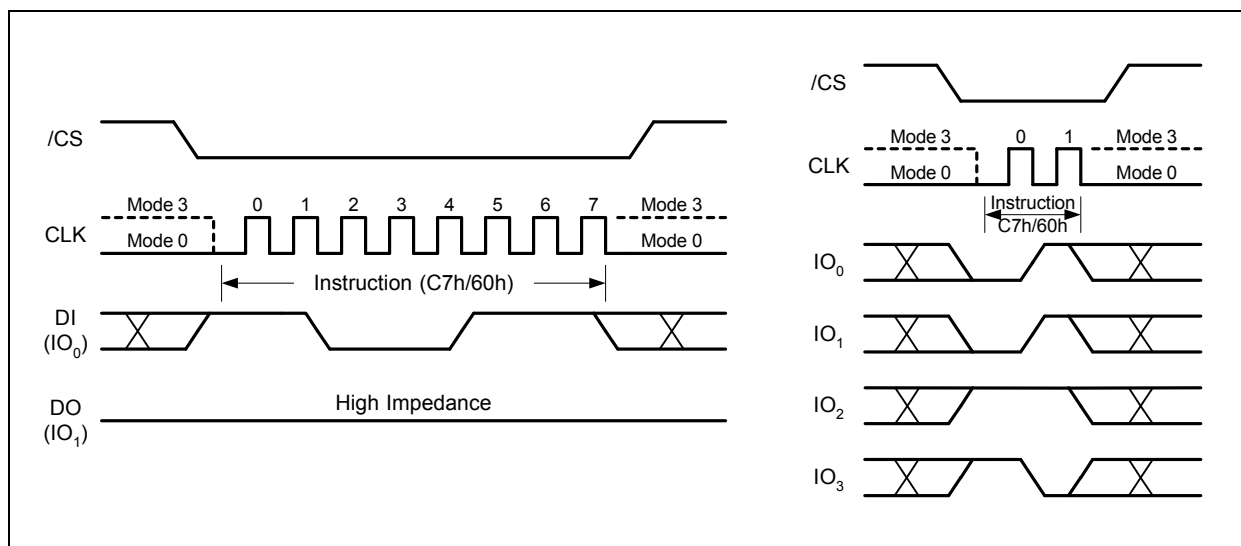 /CS
Mode 3 0 1 2 3 4 5 6 7 Mode 3
CLK Mode 0 Mode 0
Instruction (C7h/60h)
DI
(IO0)
DO
(IO1)
High Impedance
/CS
Mode 3 0 1 Mode 3
CLK Mode 0 Mode 0
Instruction
C7h/60h
IO0
IO1
IO2
IO3